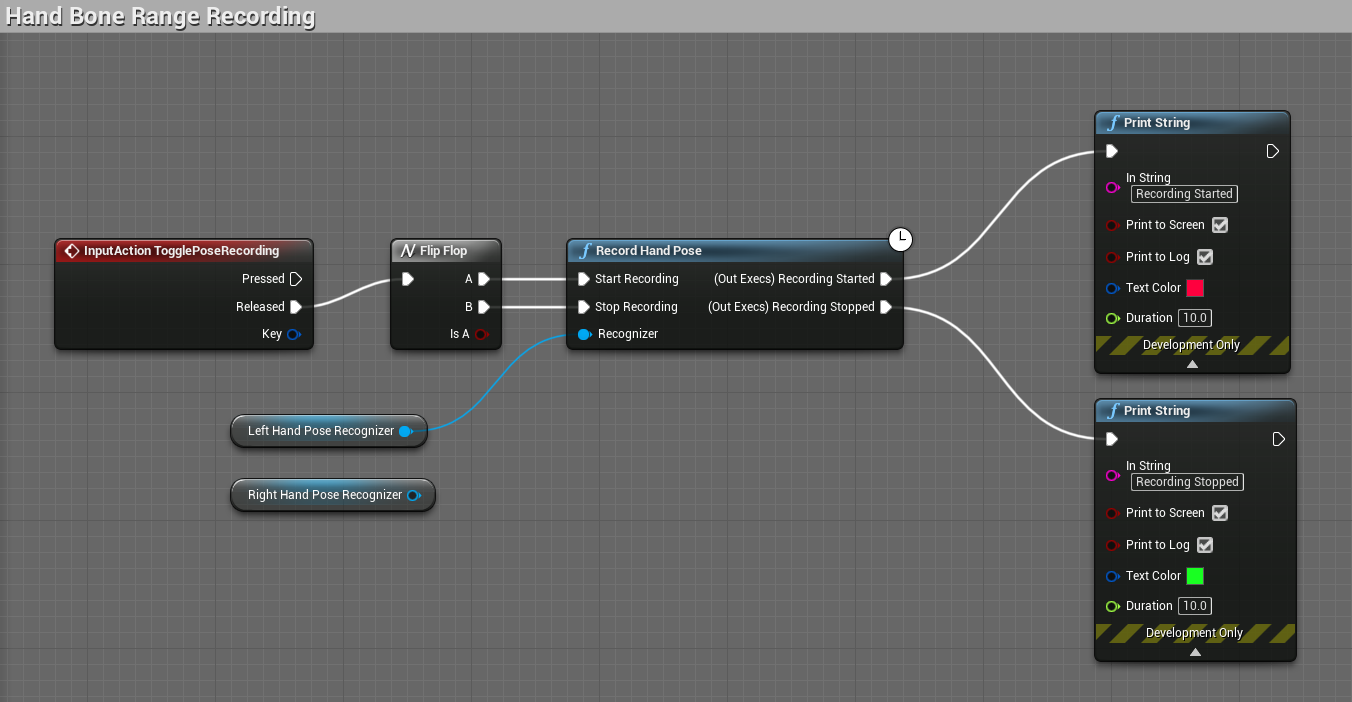 Hand Bone Range Recording
InputAction TogglePoseRecording
Pressed
Released
Key
Flip Flop
A
B
Is A
Record Hand Pose
Start Recording (Out Execs) Recording Started
Stop Recording (Out Execs) Recording Stopped
Recognizer
Left Hand Pose Recognizer
Right Hand Pose Recognizer
f Print String
In String
Recording Started
Print to Screen
Print to Log
Text Color
Duration 10.0
Development Only
f Print String
In String
Recording Stopped
Print to Screen
Print to Log
Text Color
Duration 10.0
Development Only